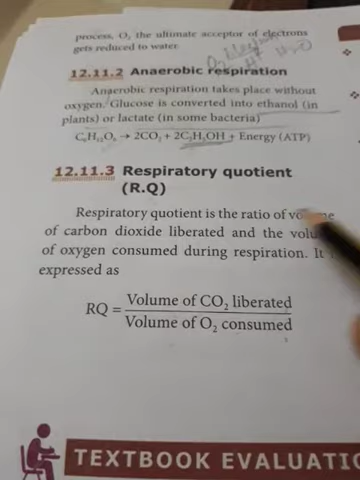 process, O₂ the ultimate acceptor of electrons
gets reduced to water.
12.11.2 Anaerobic respiration
Anaerobic respiration takes place without
oxygen. Glucose is converted into ethanol (in
plants) or lactate (in some bacteria)
C₆H₁₂O₆ → 2CO₂ + 2C₂H₅OH + Energy (ATP)
12.11.3 Respiratory quotient
(R.Q)
Respiratory quotient is the ratio of
of carbon dioxide liberated and the
of oxygen consumed during respiration. It
expressed as
RQ = Volume of CO₂ liberated
Volume of O₂ consumed
TEXTBOOK